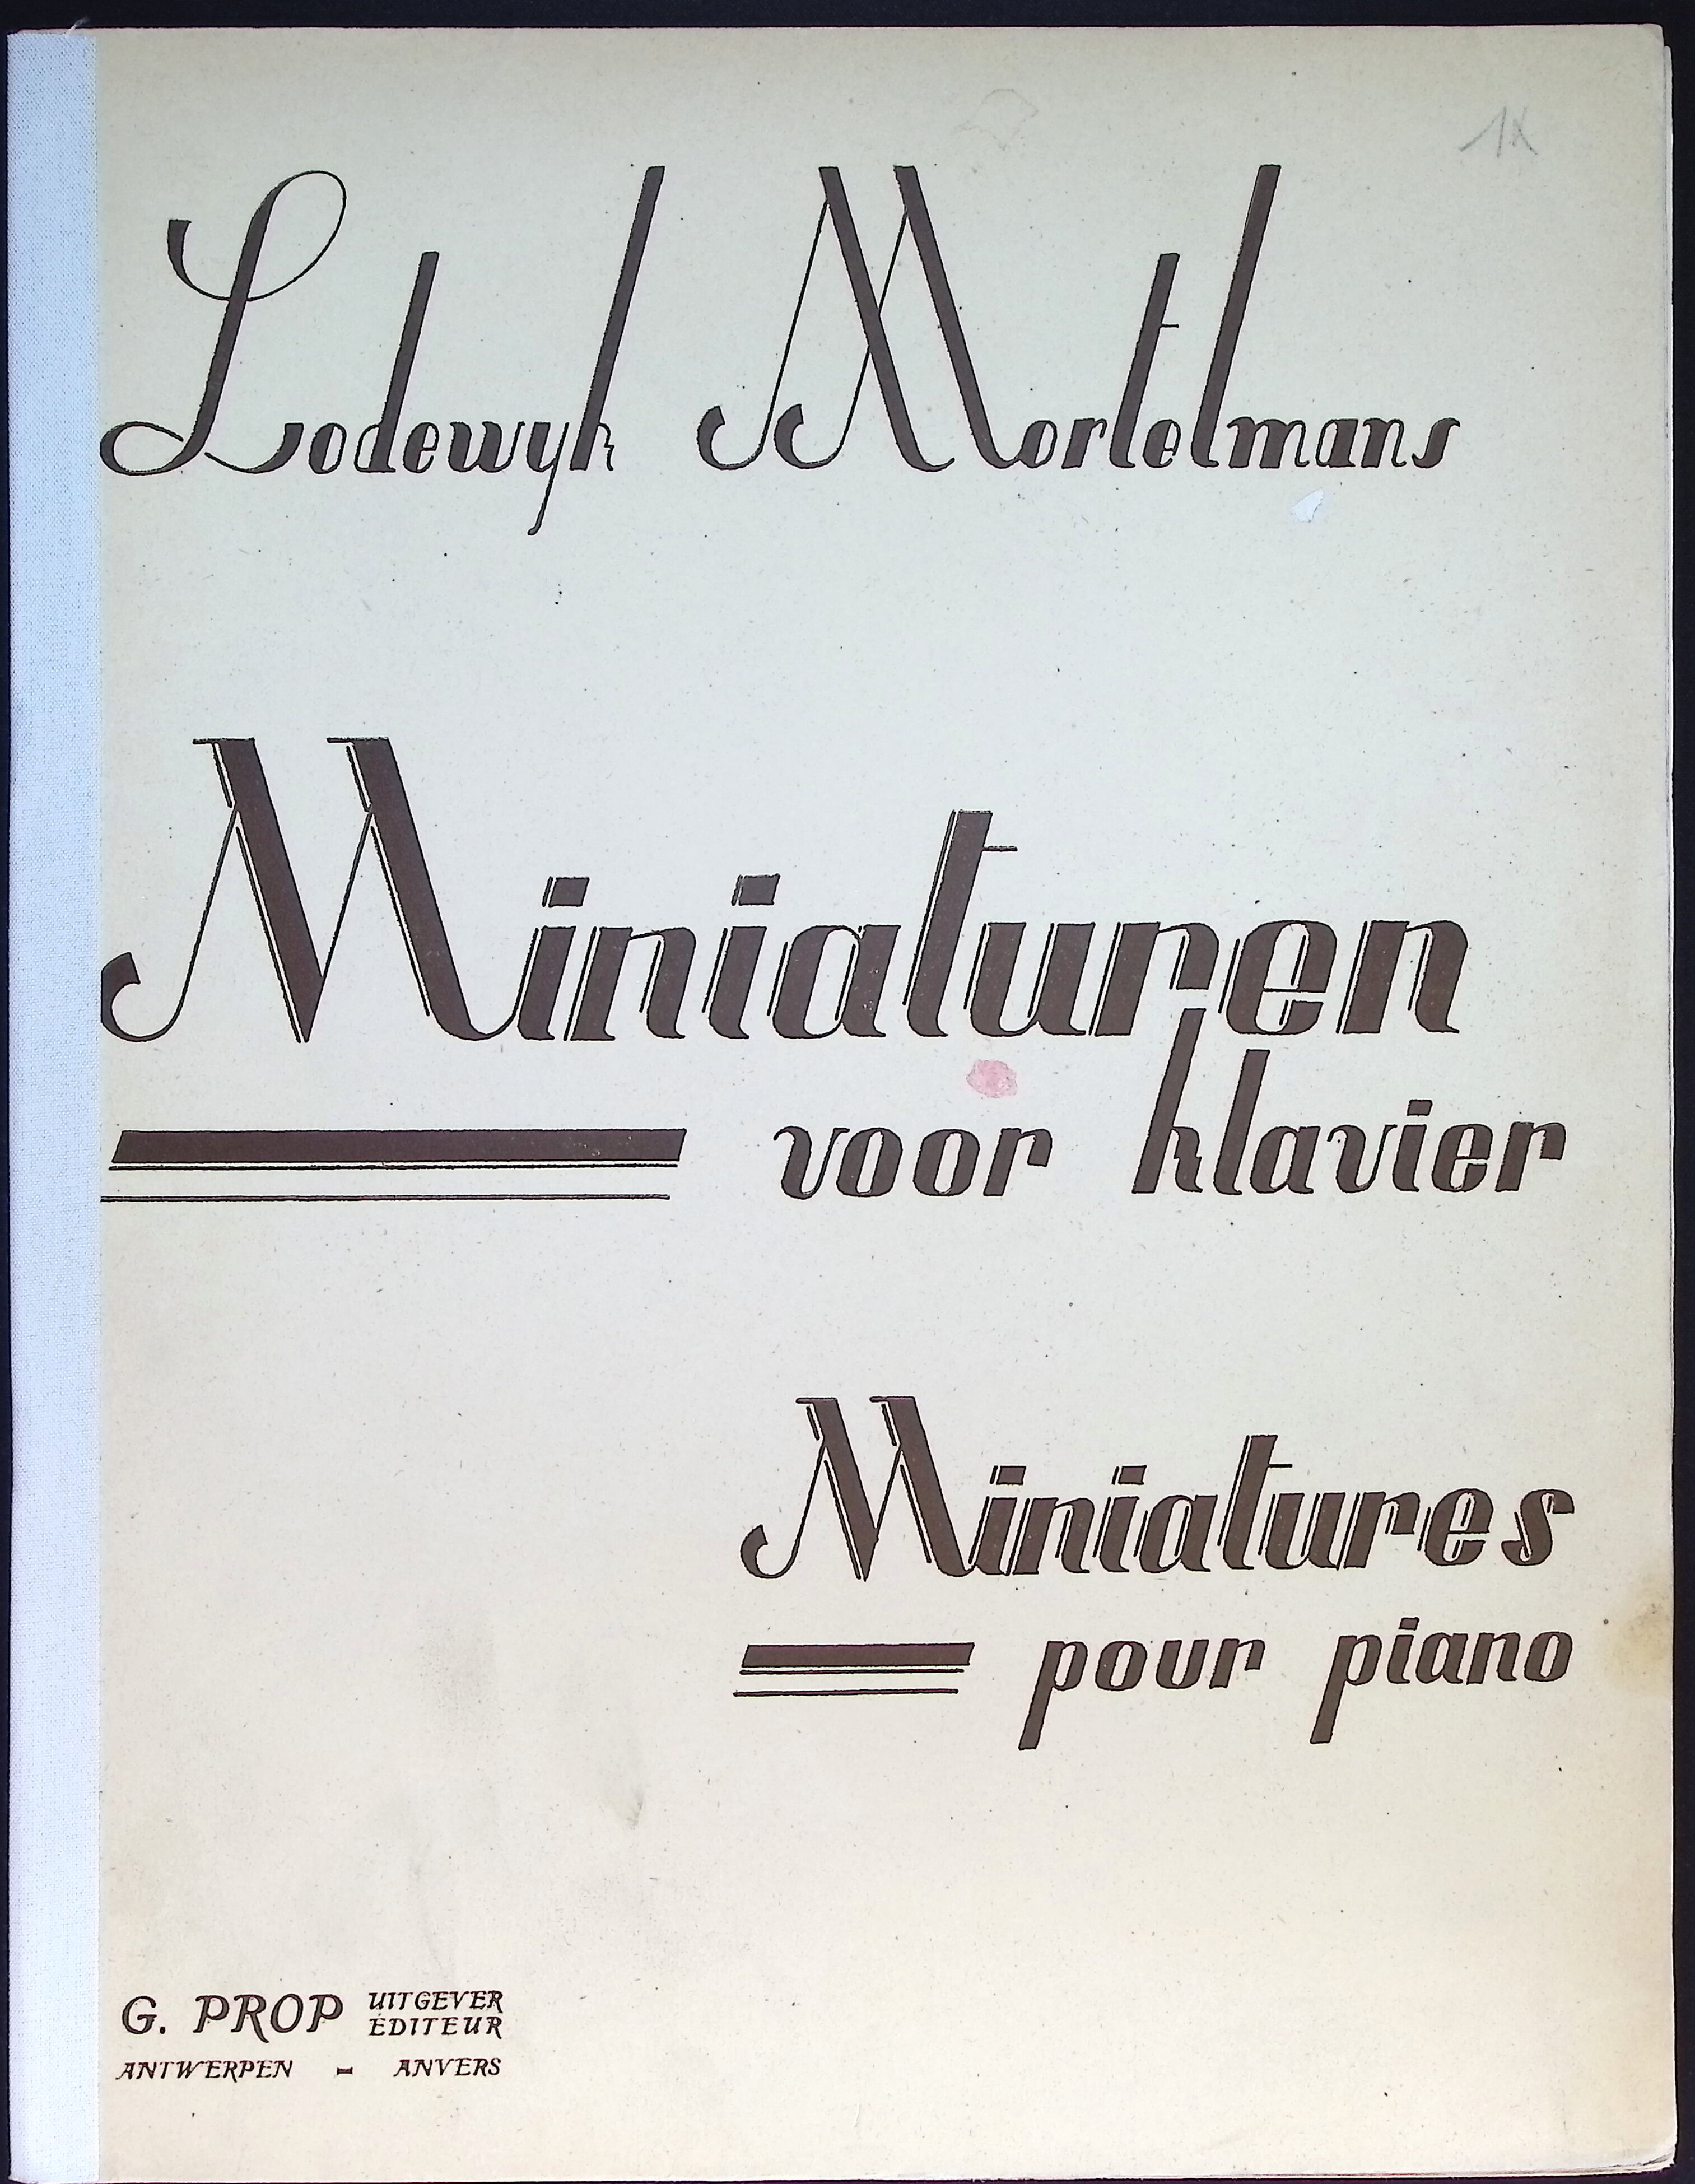 Lodewyk Mortelmans
Miniaturen
voor klavier
Miniatures
pour piano
G. PROP UITGEVER
ÉDITEUR
ANTWERPEN - ANVERS